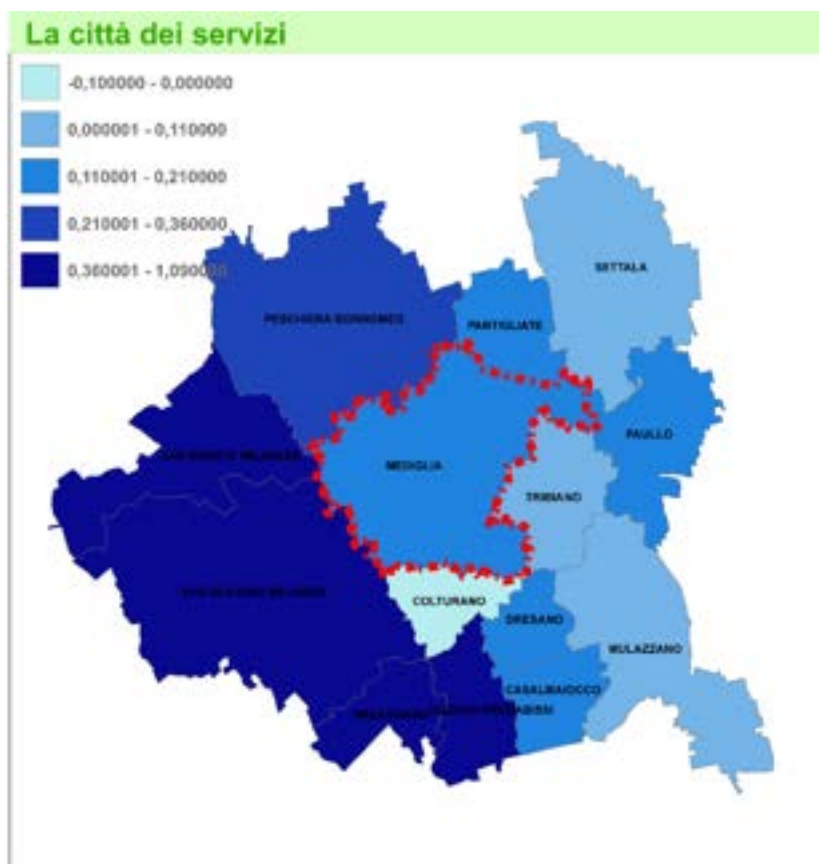 La città dei servizi
-0,100000 - 0,000000
0,000001 - 0,110000
0,110001 - 0,210000
0,210001 - 0,360000
0,360001 - 1,090000
SETTALA
PESCHIERA BORROMEO
PANTIGLIATE
PAULLO
MEDIGLIA
TRIBIANO
COLTURANO
DRESANO
MULAZZANO
CASALMAIOCCO